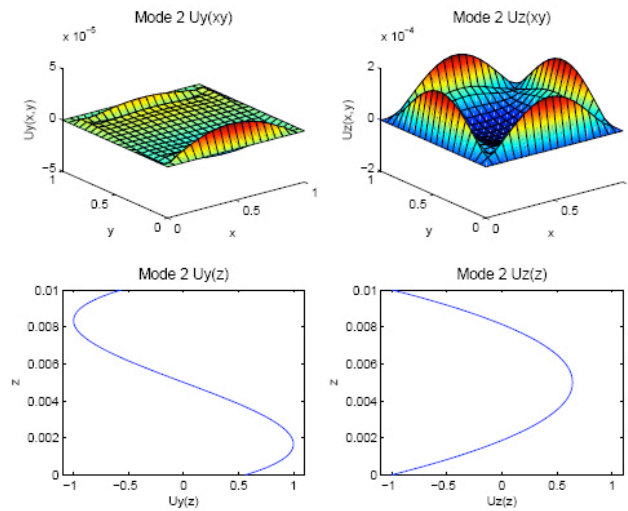 Mode 2 Uy(xy)
x 10⁻⁵
5
0
−5
Uy(x,y)
1
0.5
0
y
0
0.5
1
x
Mode 2 Uz(xy)
x 10⁻⁴
2
0
−2
Uz(x,y)
1
0.5
0
y
0
0.5
1
x
Mode 2 Uy(z)
0.01
0.008
0.006
0.004
0.002
0
z
−1
−0.5
0
0.5
1
Uy(z)
Mode 2 Uz(z)
0.01
0.008
0.006
0.004
0.002
0
z
−1
−0.5
0
0.5
1
Uz(z)